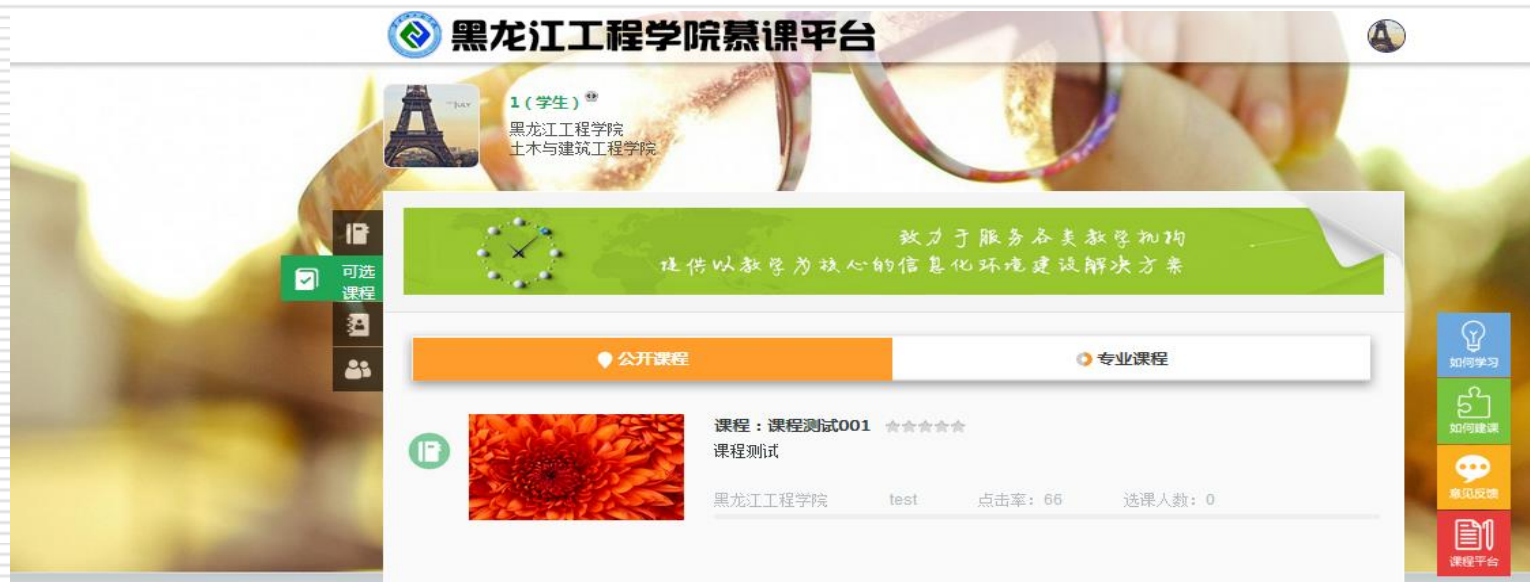 黑龙江工程学院慕课平台
JULY
1(学生)
黑龙江工程学院
土木与建筑工程学院
致力于服务各类教学机构
提供以教学为核心的信息化环境建设解决方案
可选
课程
公开课程
专业课程
课程：课程测试001
课程测试
黑龙江工程学院 test 点击率：66 选课人数：0
如何学习
如何建课
意见反馈
课程平台